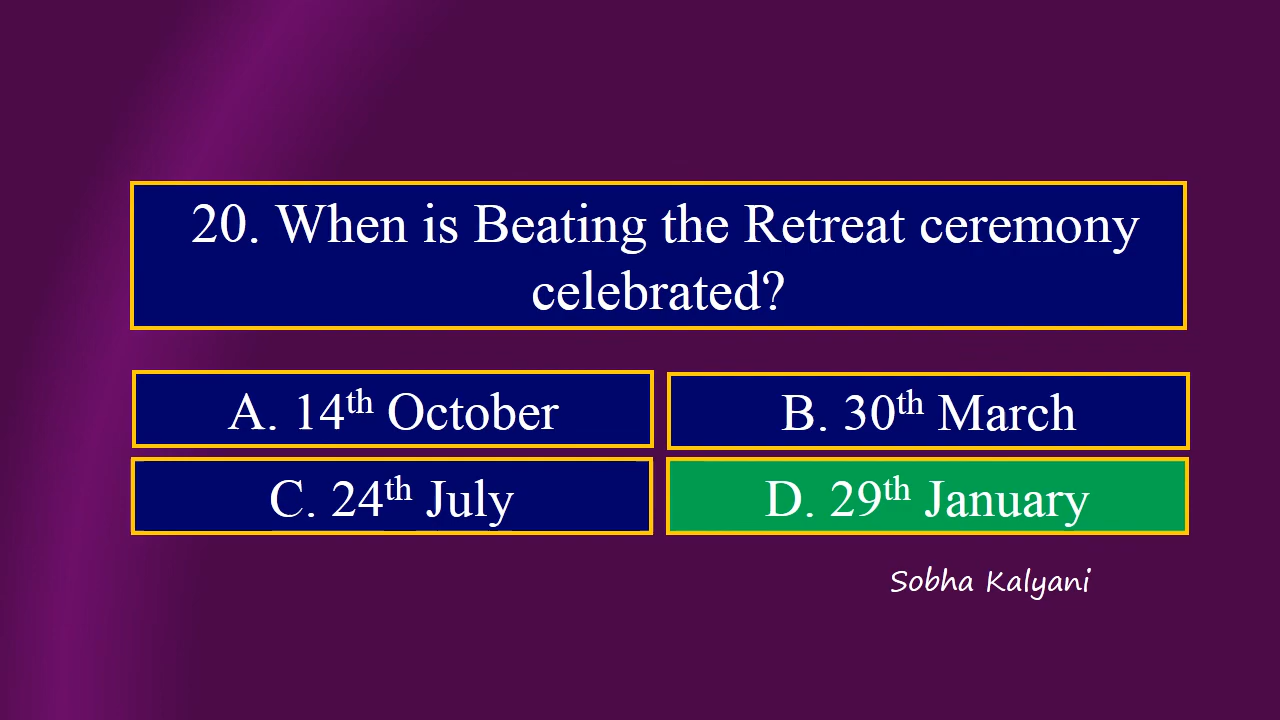 20. When is Beating the Retreat ceremony
celebrated?
A. 14th October
B. 30th March
C. 24th July
D. 29th January
Sobha Kalyani